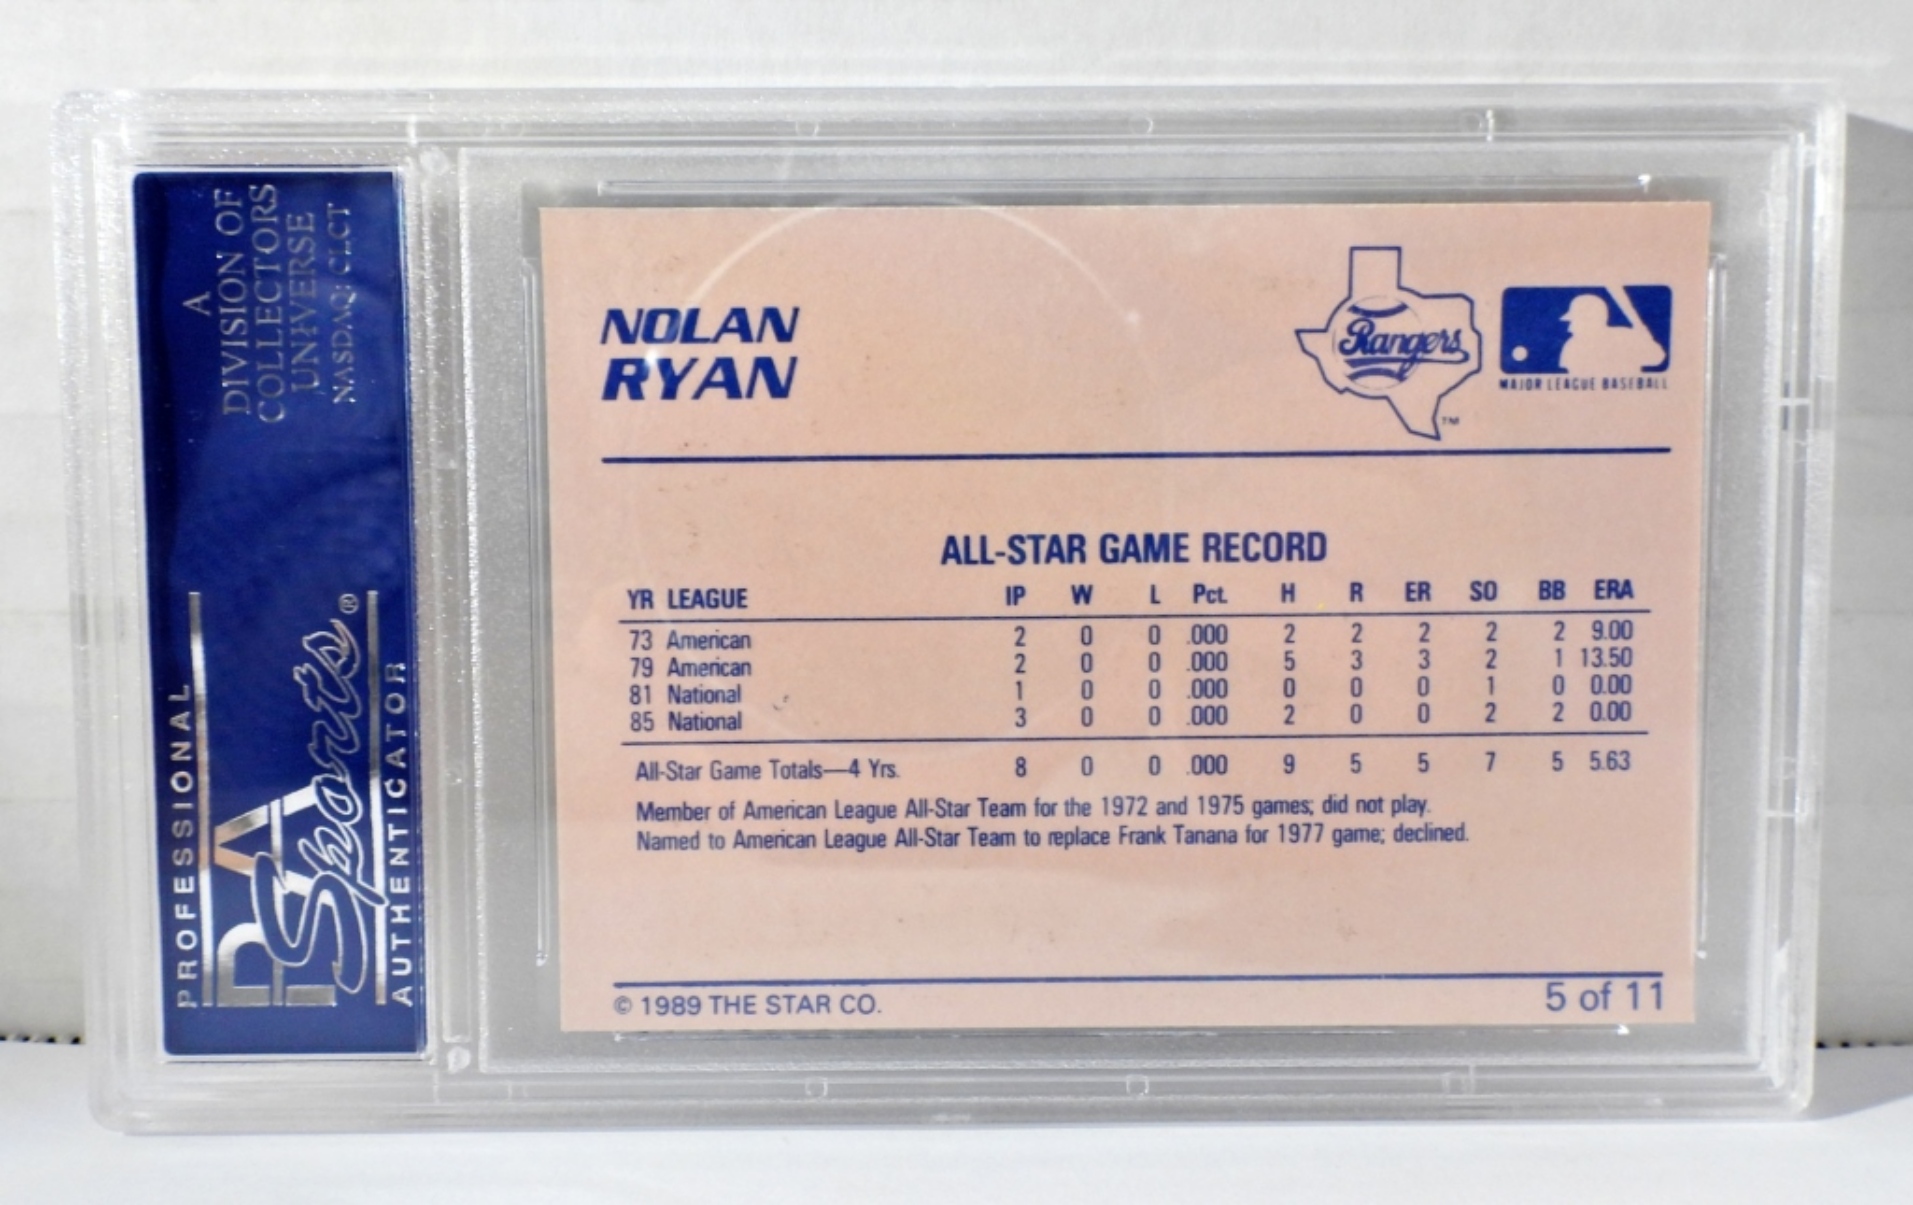 A
DIVISION OF
COLLECTORS
UNIVERSE
NASDAQ: CLCT
PROFESSIONAL
PSA
Sports®
AUTHENTICATOR
NOLAN
RYAN
Rangers
TM
MAJOR LEAGUE BASEBALL
ALL-STAR GAME RECORD
YR LEAGUE IP W L Pct. H R ER SO BB ERA
73 American 2 0 0 .000 2 2 2 2 2 9.00
79 American 2 0 0 .000 5 3 3 2 1 13.50
81 National 1 0 0 .000 0 0 0 1 0 0.00
85 National 3 0 0 .000 2 0 0 2 2 0.00
All-Star Game Totals—4 Yrs. 8 0 0 .000 9 5 5 7 5 5.63
Member of American League All-Star Team for the 1972 and 1975 games; did not play.
Named to American League All-Star Team to replace Frank Tanana for 1977 game; declined.
© 1989 THE STAR CO.
5 of 11